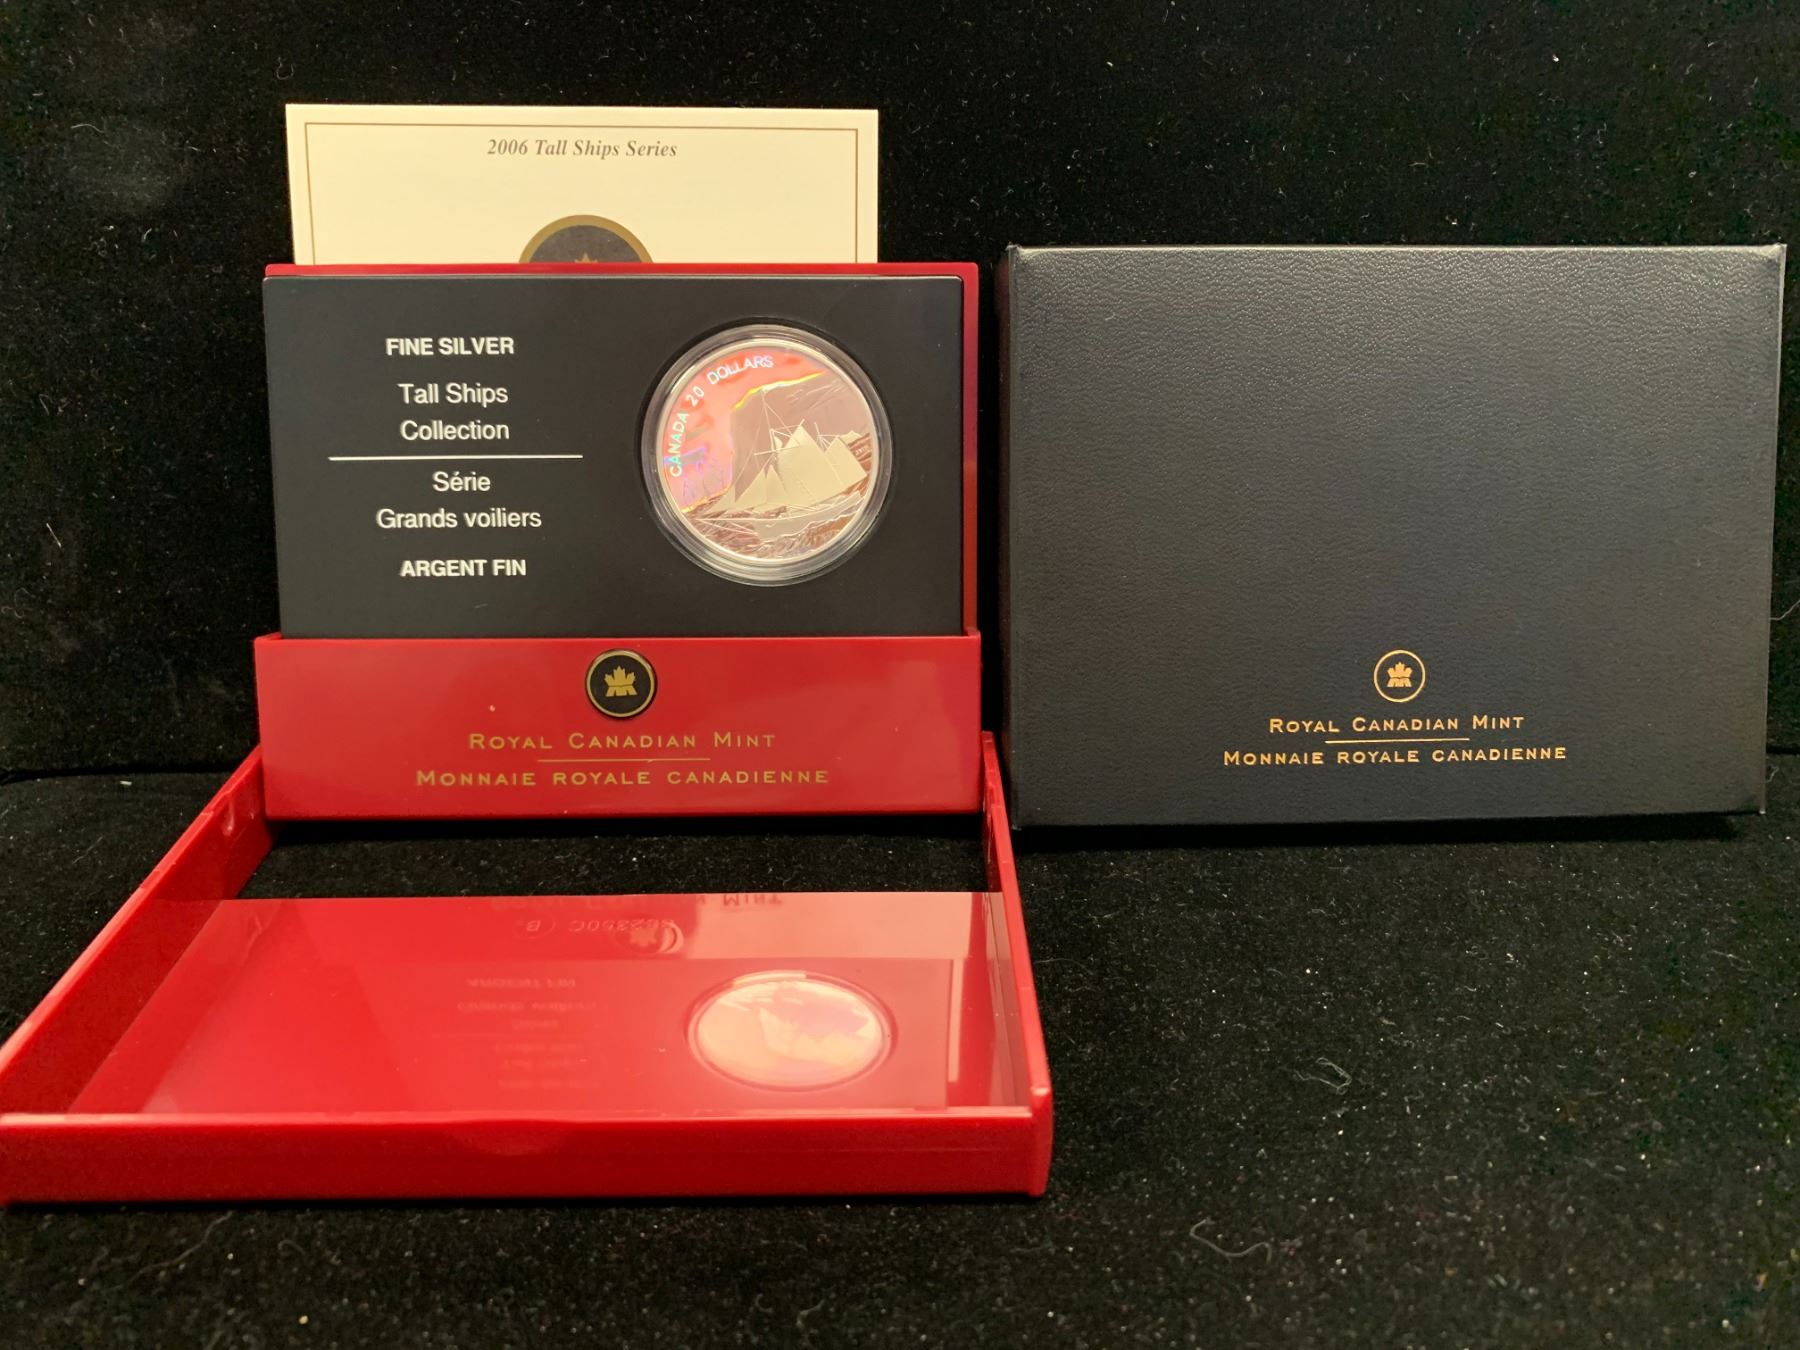 2006 Tall Ships Series
FINE SILVER
Tall Ships
Collection
Série
Grands voiliers
ARGENT FIN
CANADA 20 DOLLARS
ROYAL CANADIAN MINT
MONNAIE ROYALE CANADIENNE
ROYAL CANADIAN MINT
MONNAIE ROYALE CANADIENNE